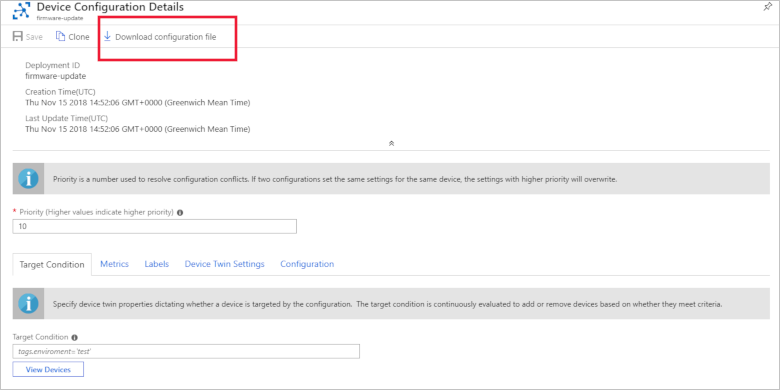 Device Configuration Details
firmware-update
Save Clone Download configuration file
Deployment ID
firmware-update
Creation Time(UTC)
Thu Nov 15 2018 14:52:06 GMT+0000 (Greenwich Mean Time)
Last Update Time(UTC)
Thu Nov 15 2018 14:52:06 GMT+0000 (Greenwich Mean Time)
Priority is a number used to resolve configuration conflicts. If two configurations set the same settings for the same device, the settings with higher priority will overwrite.
* Priority (Higher values indicate higher priority)
10
Target Condition Metrics Labels Device Twin Settings Configuration
Specify device twin properties dictating whether a device is targeted by the configuration. The target condition is continuously evaluated to add or remove devices based on whether they meet criteria.
Target Condition
tags.enviroment='test'
View Devices